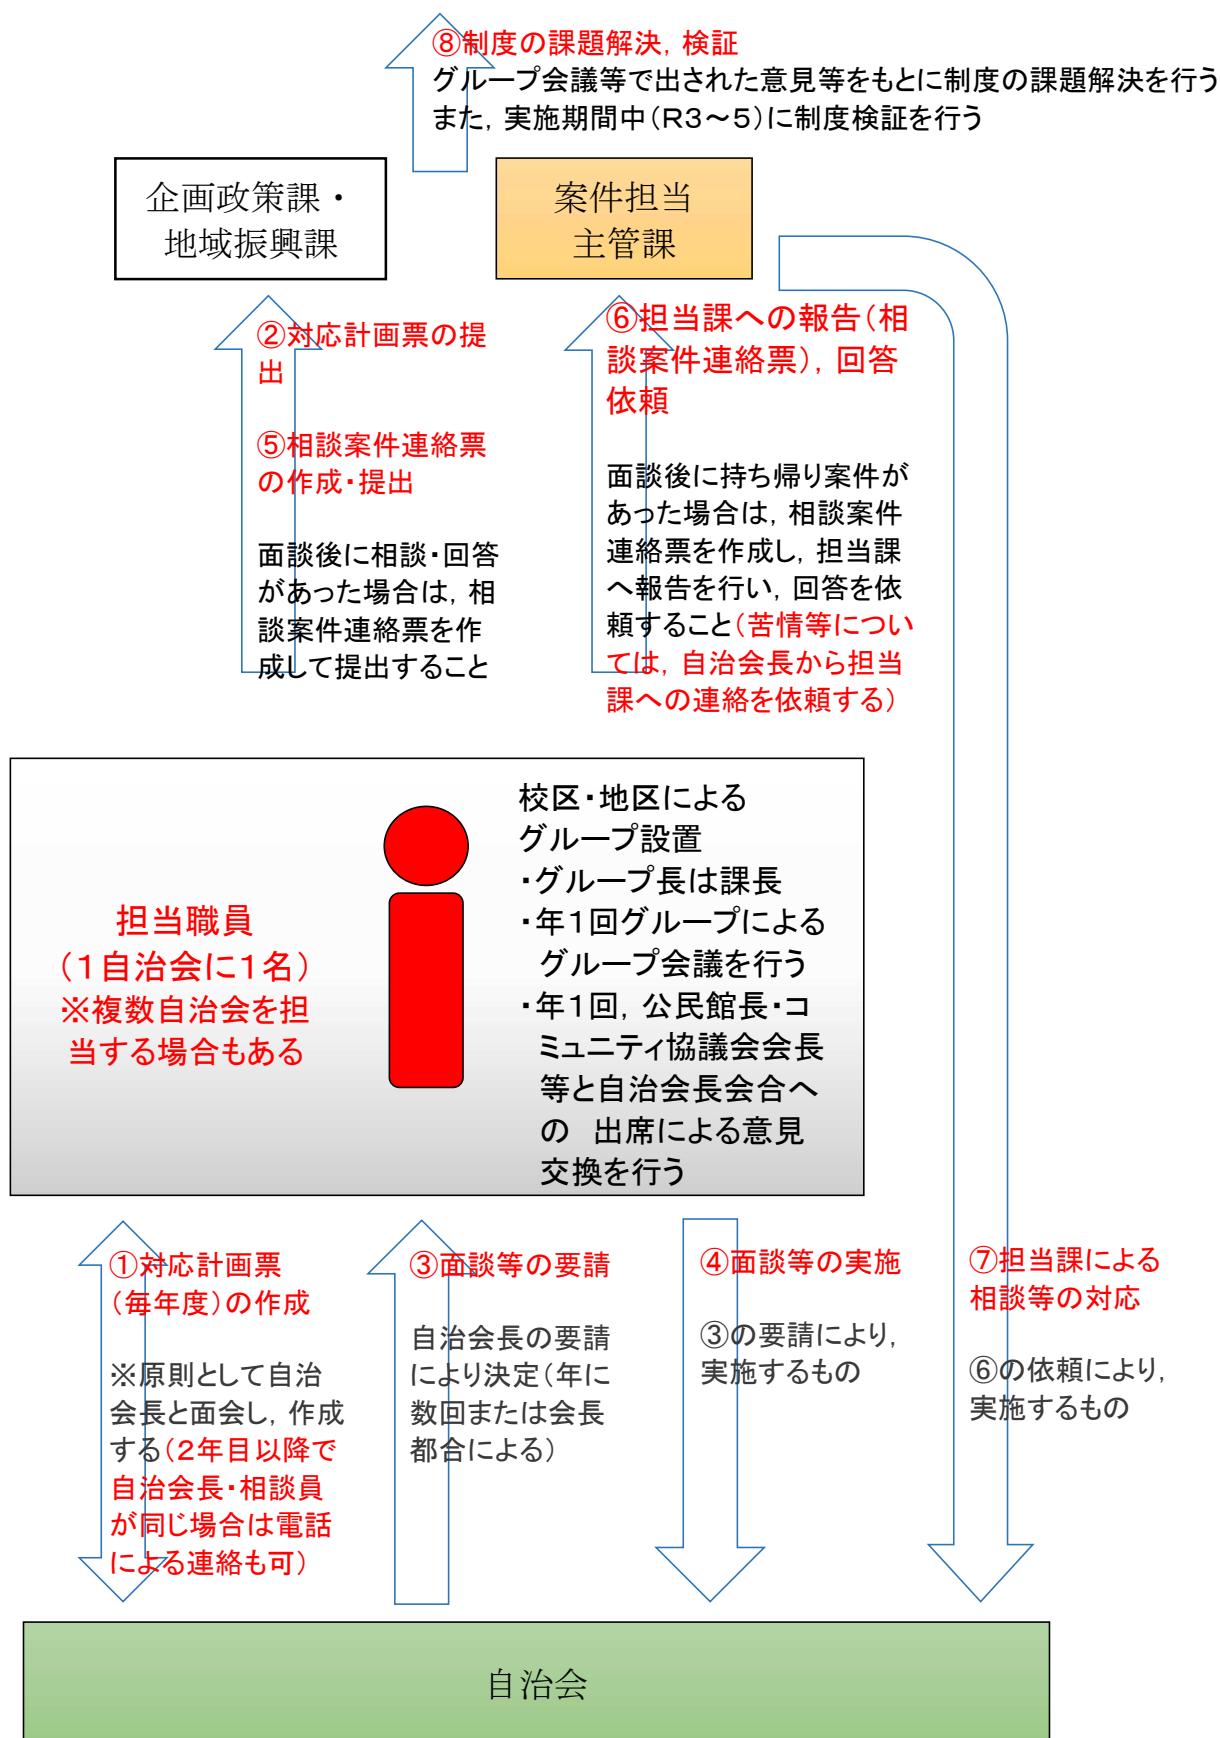 ⑧制度の課題解決，検証
グループ会議等で出された意見等をもとに制度の課題解決を行う
また，実施期間中（R３～５）に制度検証を行う
企画政策課・
地域振興課
案件担当
主管課
②対応計画票の提
出
⑤相談案件連絡票
の作成・提出
面談後に相談・回答
があった場合は，相
談案件連絡票を作
成して提出すること
⑥担当課への報告（相
談案件連絡票），回答
依頼
面談後に持ち帰り案件が
あった場合は，相談案件
連絡票を作成し，担当課
へ報告を行い，回答を依
頼すること（苦情等につい
ては，自治会長から担当
課への連絡を依頼する）
担当職員
（１自治会に１名）
※複数自治会を担
当する場合もある
校区・地区による
グループ設置
・グループ長は課長
・年１回グループによる
グループ会議を行う
・年１回，公民館長・コ
ミュニティ協議会会長
等と自治会長会合へ
の　出席による意見
交換を行う
①対応計画票
（毎年度）の作成
※原則として自治
会長と面会し，作成
する（２年目以降で
自治会長・相談員
が同じ場合は電話
による連絡も可）
③面談等の要請
自治会長の要請
により決定（年に
数回または会長
都合による）
④面談等の実施
③の要請により，
実施するもの
⑦担当課による
相談等の対応
⑥の依頼により，
実施するもの
自治会